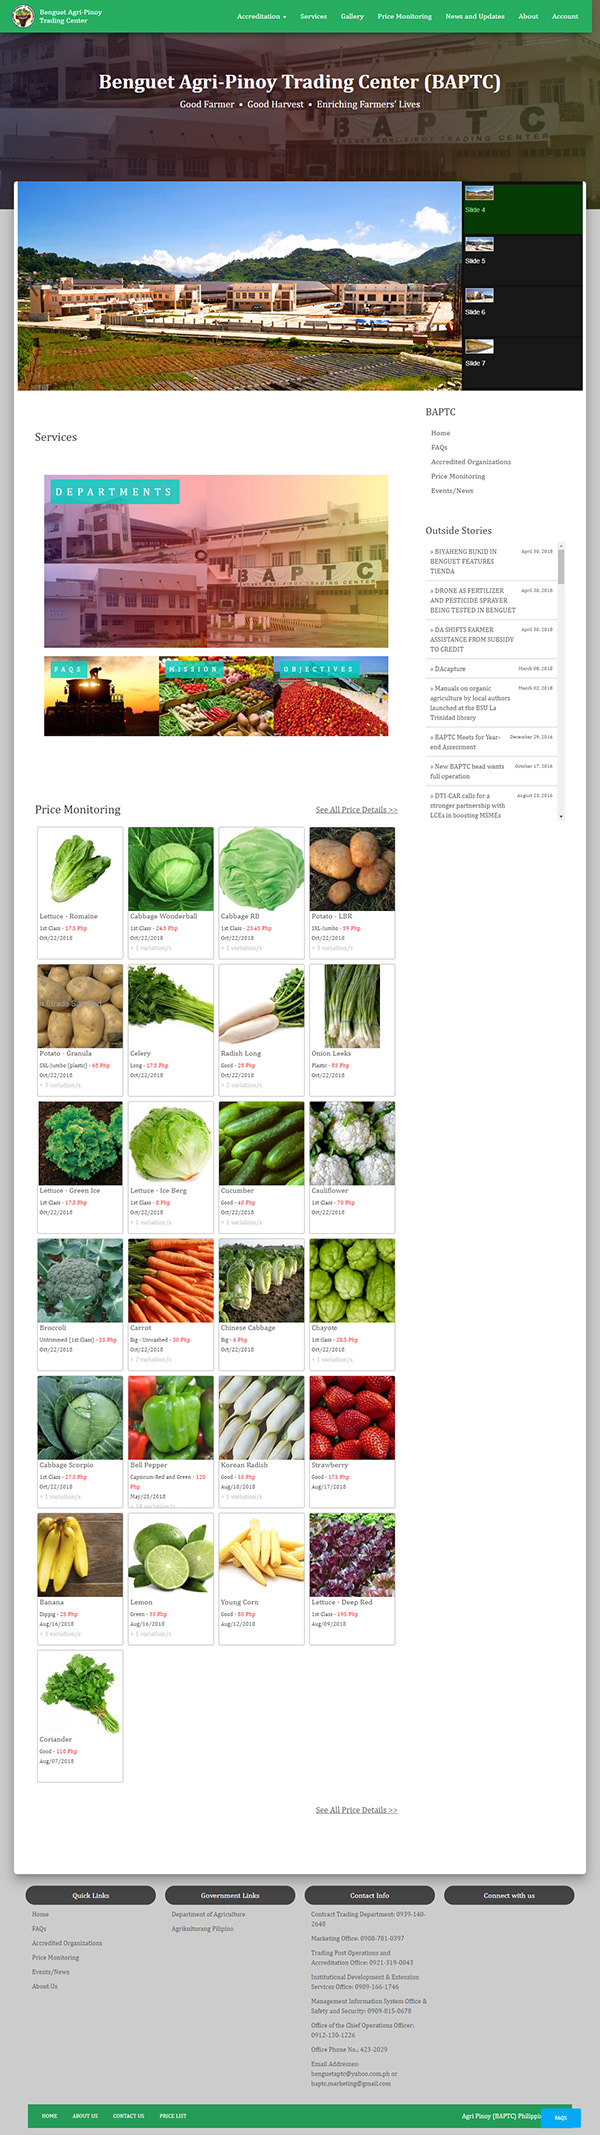 Benguet Agri-Pinoy
Trading Center
Accreditation Services Gallery Price Monitoring News and Updates About Account
Benguet Agri-Pinoy Trading Center (BAPTC)
Good Farmer • Good Harvest • Enriching Farmers' Lives
BAPTC
BENGUET AGRI-PINOY TRADING CENTER
Slide 4
Slide 5
Slide 6
Slide 7
Services
DEPARTMENTS
BAPTC
FAQS
MISSION
OBJECTIVES
BAPTC
Home
FAQs
Accredited Organizations
Price Monitoring
Events/News
Outside Stories
» BIYAHENG BUKID IN April 30, 2018
BENGUET FEATURES
TIENDA
» DRONE AS FERTILIZER April 30, 2018
AND PESTICIDE SPRAYER
BEING TESTED IN BENGUET
» DA SHIFTS FARMER April 30, 2018
ASSISTANCE FROM SUBSIDY
TO CREDIT
» DAcapture March 08, 2018
» Manuals on organic March 02, 2018
agriculture by local authors
launched at the BSU La
Trinidad library
» BAPTC Meets for Year- December 29, 2016
end Assessment
» New BAPTC head wants October 17, 2016
full operation
» DTI-CAR calls for a August 25, 2016
stronger partnership with
LCEs in boosting MSMEs
Price Monitoring
See All Price Details >>
Lettuce - Romaine
1st Class - 17.5 Php
Oct/22/2018
Cabbage Wonderball
1st Class - 24.5 Php
Oct/22/2018
+ 1 variation/s
Cabbage RB
1st Class - 23.45 Php
Oct/22/2018
+ 1 variation/s
Potato - LBR
SXL-Jumbo - 59 Php
Oct/22/2018
+ 3 variation/s
Potato - Granula
SXL-Jumbo (plastic) - 65 Php
Oct/22/2018
+ 3 variation/s
Celery
Long - 17.5 Php
Oct/22/2018
Radish Long
Good - 28 Php
Oct/22/2018
+ 2 variation/s
Onion Leeks
Plastic - 85 Php
Oct/22/2018
Lettuce - Green Ice
1st Class - 17.5 Php
Oct/22/2018
Lettuce - Ice Berg
1st Class - 8 Php
Oct/22/2018
+ 1 variation/s
Cucumber
Good - 40 Php
Oct/22/2018
+ 1 variation/s
Cauliflower
1st Class - 70 Php
Oct/22/2018
Broccoli
Untrimmed (1st Class) - 55 Php
Oct/22/2018
Carrot
Big - Unwashed - 30 Php
Oct/22/2018
+ 2 variation/s
Chinese Cabbage
Big - 6 Php
Oct/22/2018
Chayote
1st class - 28.5 Php
Oct/22/2018
+ 1 variation/s
Cabbage Scorpio
1st Class - 27.5 Php
Oct/22/2018
+ 1 variation/s
Bell Pepper
Capsicum-Red and Green - 120
Php
May/25/2018
Korean Radish
Good - 35 Php
Aug/18/2018
+ 1 variation/s
Strawberry
Good - 175 Php
Aug/17/2018
Banana
Dippig - 25 Php
Aug/16/2018
+ 3 variation/s
Lemon
Green - 35 Php
Aug/16/2018
+ 1 variation/s
Young Corn
Good - 80 Php
Aug/12/2018
Lettuce - Deep Red
1st Class - 195 Php
Aug/09/2018
Coriander
Good - 110 Php
Aug/07/2018
See All Price Details >>
Quick Links
Home
FAQs
Accredited Organizations
Price Monitoring
Events/News
About Us
Government Links
Department of Agriculture
Agrikulturang Pilipino
Contact Info
Contract Trading Department: 0939-140-
2648
Marketing Office: 0908-781-0397
Trading Post Operations and
Accreditation Office: 0921-319-0043
Institutional Development & Extension
Services Office: 0909-166-1746
Management Information System Office &
Safety and Security: 0909-815-0678
Office of the Chief Operations Officer:
0912-130-1226
Office Phone No.: 423-2029
Email Addresses:
benguetaptc@yahoo.com.ph or
baptc.marketing@gmail.com
Connect with us
HOME ABOUT US CONTACT US PRICE LIST
Agri Pinoy (BAPTC) Philippi
FAQS